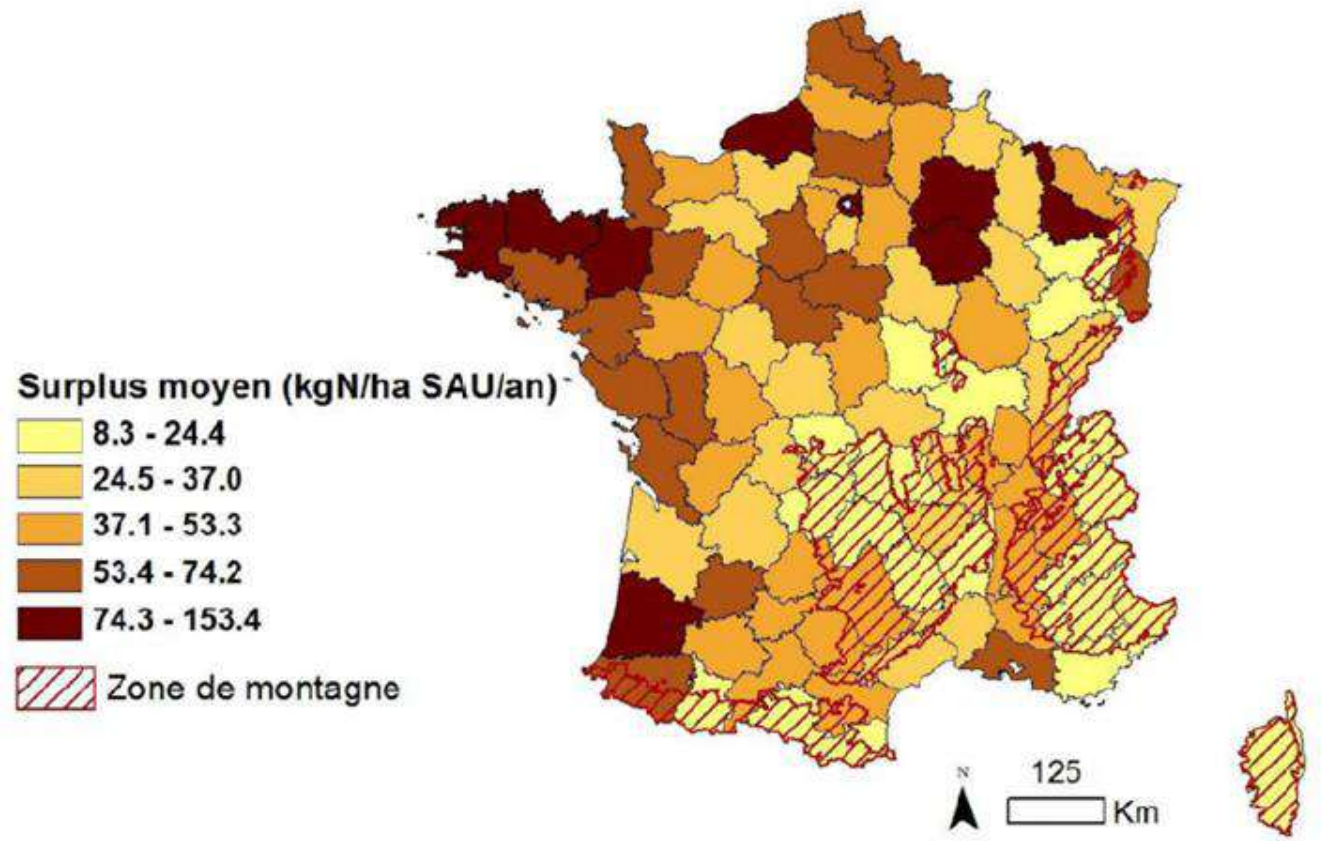 Surplus moyen (kgN/ha SAU/an)
8.3 - 24.4
24.5 - 37.0
37.1 - 53.3
53.4 - 74.2
74.3 - 153.4
Zone de montagne
N
125
Km